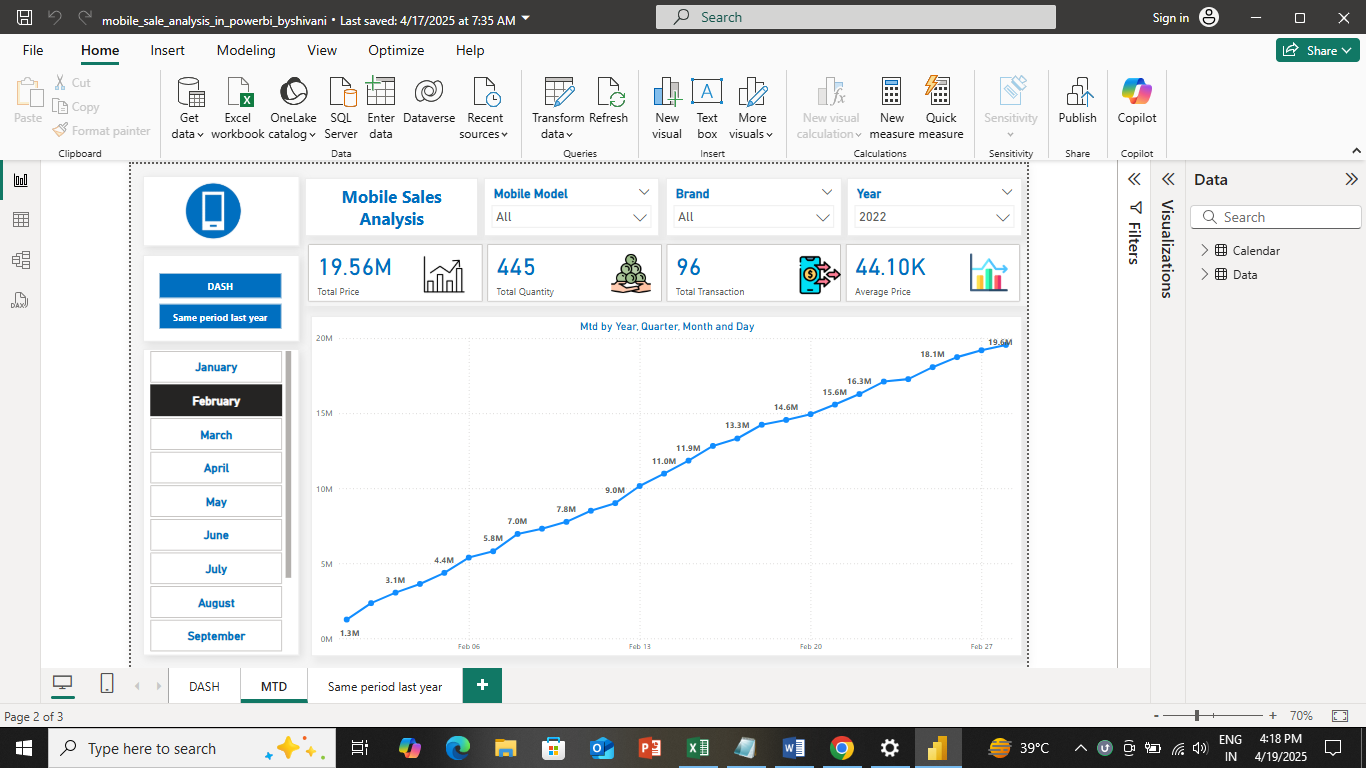 mobile_sale_analysis_in_powerbi_byshivani • Last saved: 4/17/2025 at 7:35 AM
Search
Sign in
File
Home
Insert
Modeling
View
Optimize
Help
Share
Paste
Cut
Copy
Format painter
Clipboard
Get data
Excel workbook
OneLake catalog
SQL Server
Enter data
Dataverse
Recent sources
Data
Transform data
Refresh
Queries
New visual
Text box
More visuals
Insert
New visual calculation
New measure
Quick measure
Calculations
Sensitivity
Sensitivity
Publish
Share
Copilot
Copilot
Mobile Sales
Analysis
Mobile Model
All
Brand
All
Year
2022
19.56M
Total Price
445
Total Quantity
96
Total Transaction
44.10K
Average Price
DASH
Same period last year
January
February
March
April
May
June
July
August
September
Mtd by Year, Quarter, Month and Day
20M
15M
10M
5M
0M
1.3M
3.1M
4.4M
5.8M
7.0M
7.8M
9.0M
11.0M
11.9M
13.3M
14.6M
15.6M
16.3M
18.1M
19.6M
Feb 06
Feb 13
Feb 20
Feb 27
Filters
Visualizations
Data
Search
Calendar
Data
DAX
DASH
MTD
Same period last year
+
Page 2 of 3
- + 70%
Type here to search
39°C
ENG
IN
4:18 PM
4/19/2025